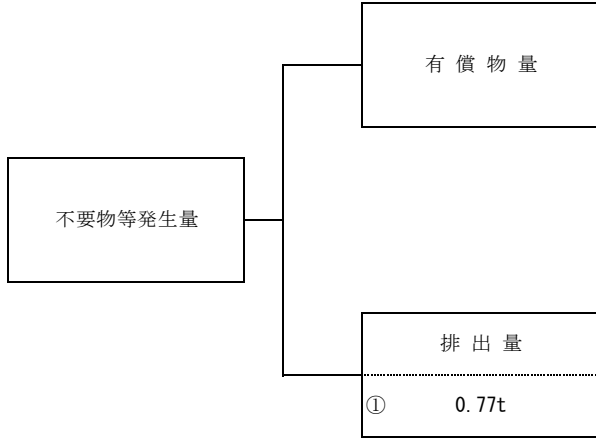 有 償 物 量
不要物等発生量
排 出 量
① 0.77t